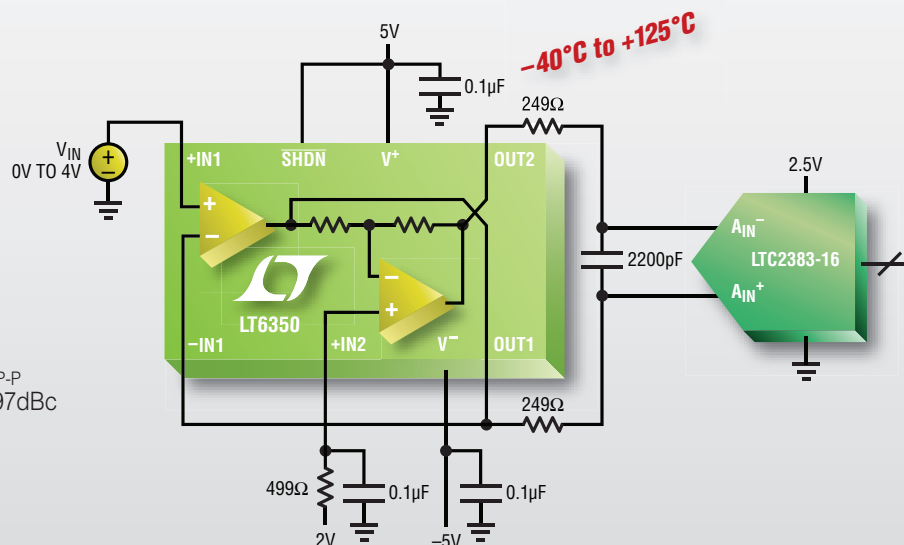 5V
–40°C to +125°C
0.1µF
249Ω
VIN
0V TO 4V
+
–
+IN1
SHDN
V+
OUT2
2.5V
+
–
AIN–
2200pF
LTC2383-16
–
+
AIN+
LT6350
–IN1
+IN2
V–
OUT1
P-P
97dBc
249Ω
499Ω
0.1µF
0.1µF
2V
–5V